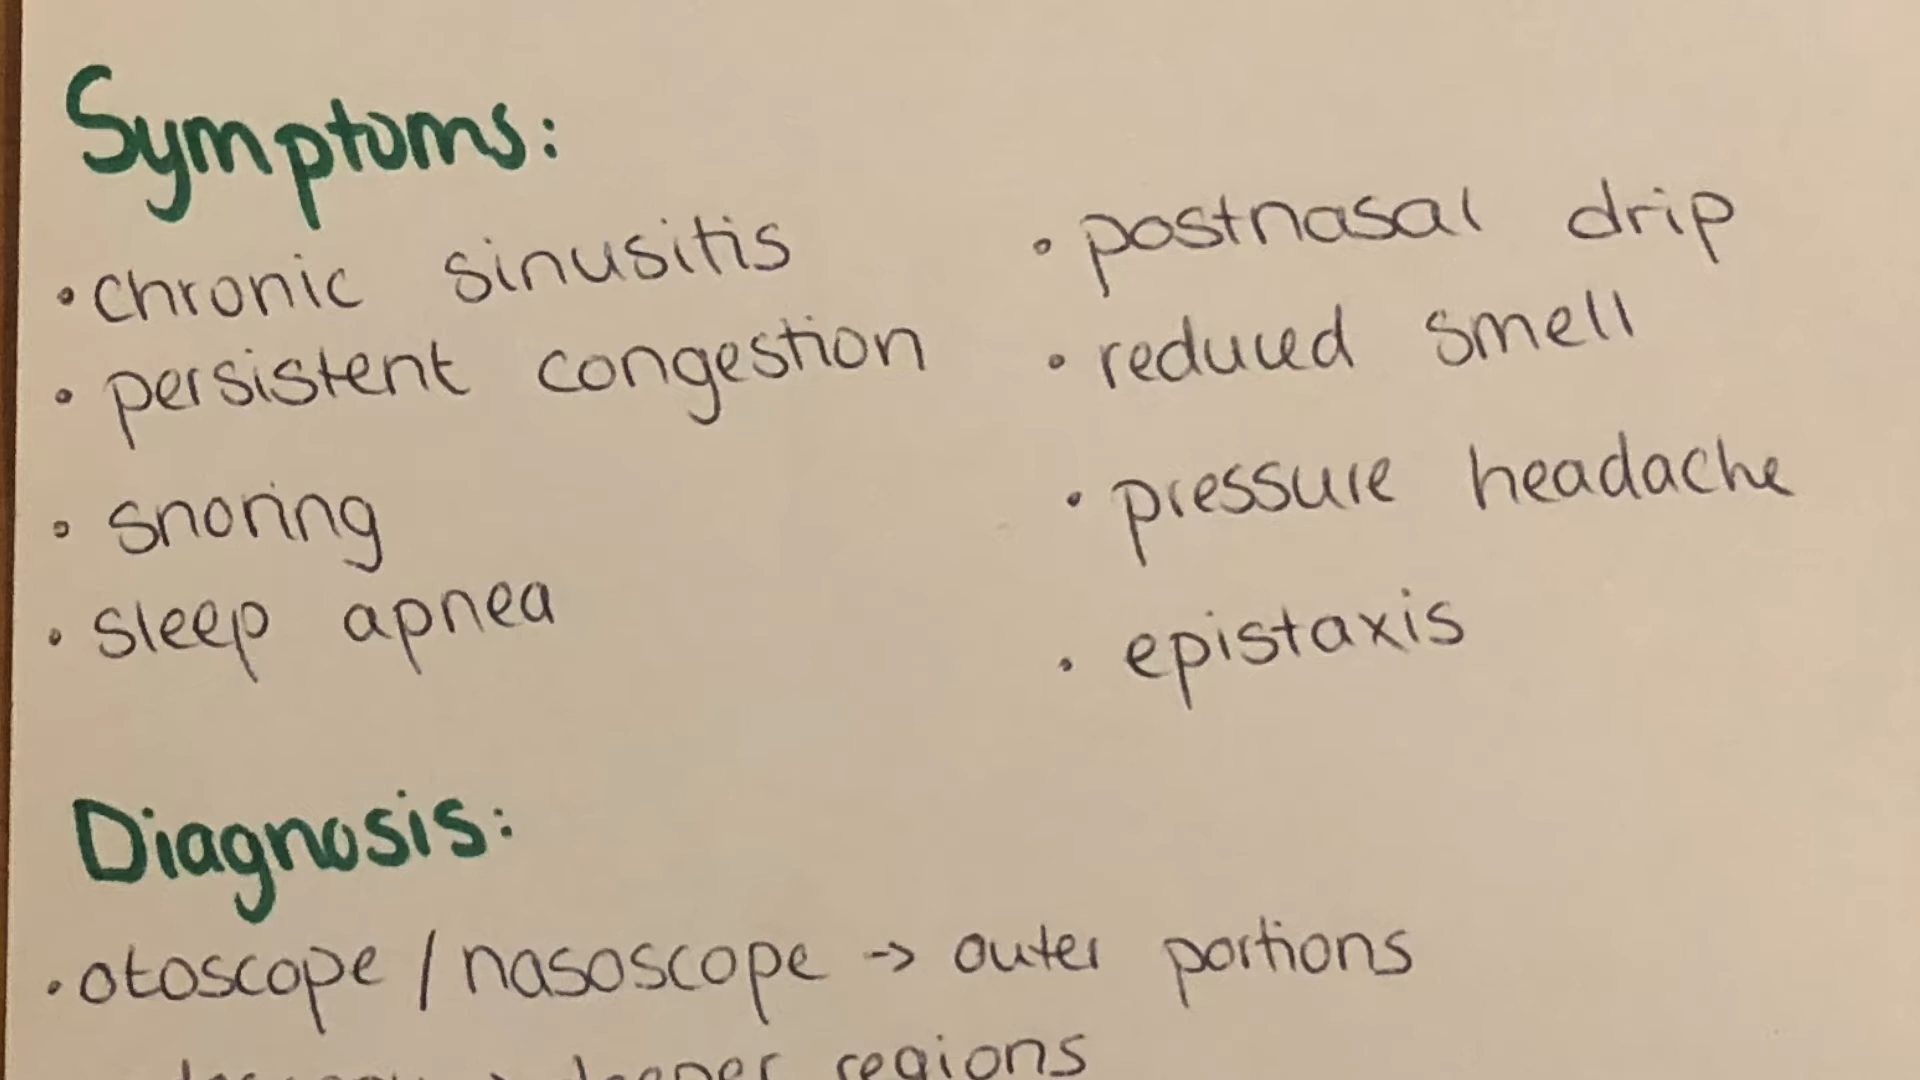 Symptoms:
• chronic sinusitis
• persistent congestion
• snoring
• sleep apnea
• postnasal drip
• reduced smell
• pressure headache
• epistaxis
Diagnosis:
• otoscope / nasoscope → outer portions
→ deeper regions